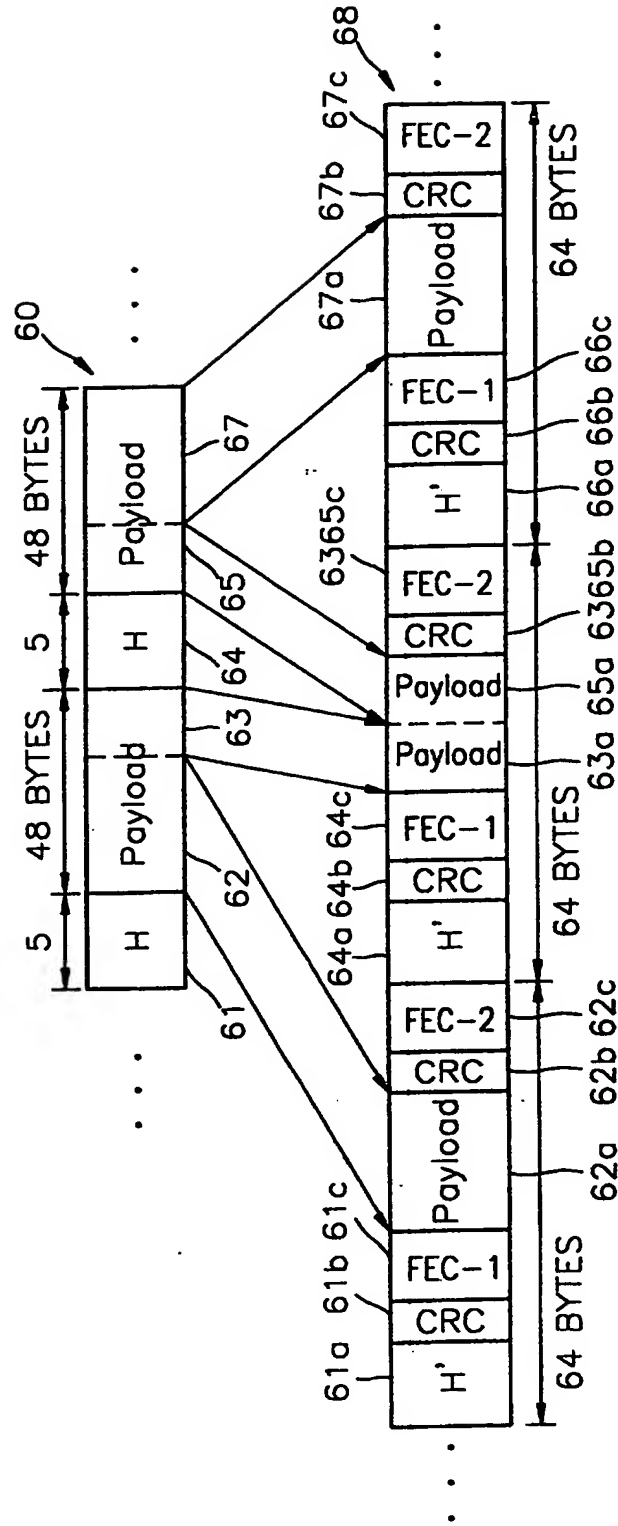 60
5
48 BYTES
5
48 BYTES
H
Payload
H
Payload
61
62
63
64
65
67
. . .
. . .
68
61a
61b
61c
64a
64b
64c
6365c
67a
67b
67c
H'
CRC
FEC-1
Payload
CRC
FEC-2
H'
CRC
FEC-1
Payload
Payload
CRC
FEC-2
H'
CRC
FEC-1
Payload
CRC
FEC-2
62a
62b
62c
63a
65a
6365b
66a
66b
66c
64 BYTES
64 BYTES
64 BYTES
. . .
. . .